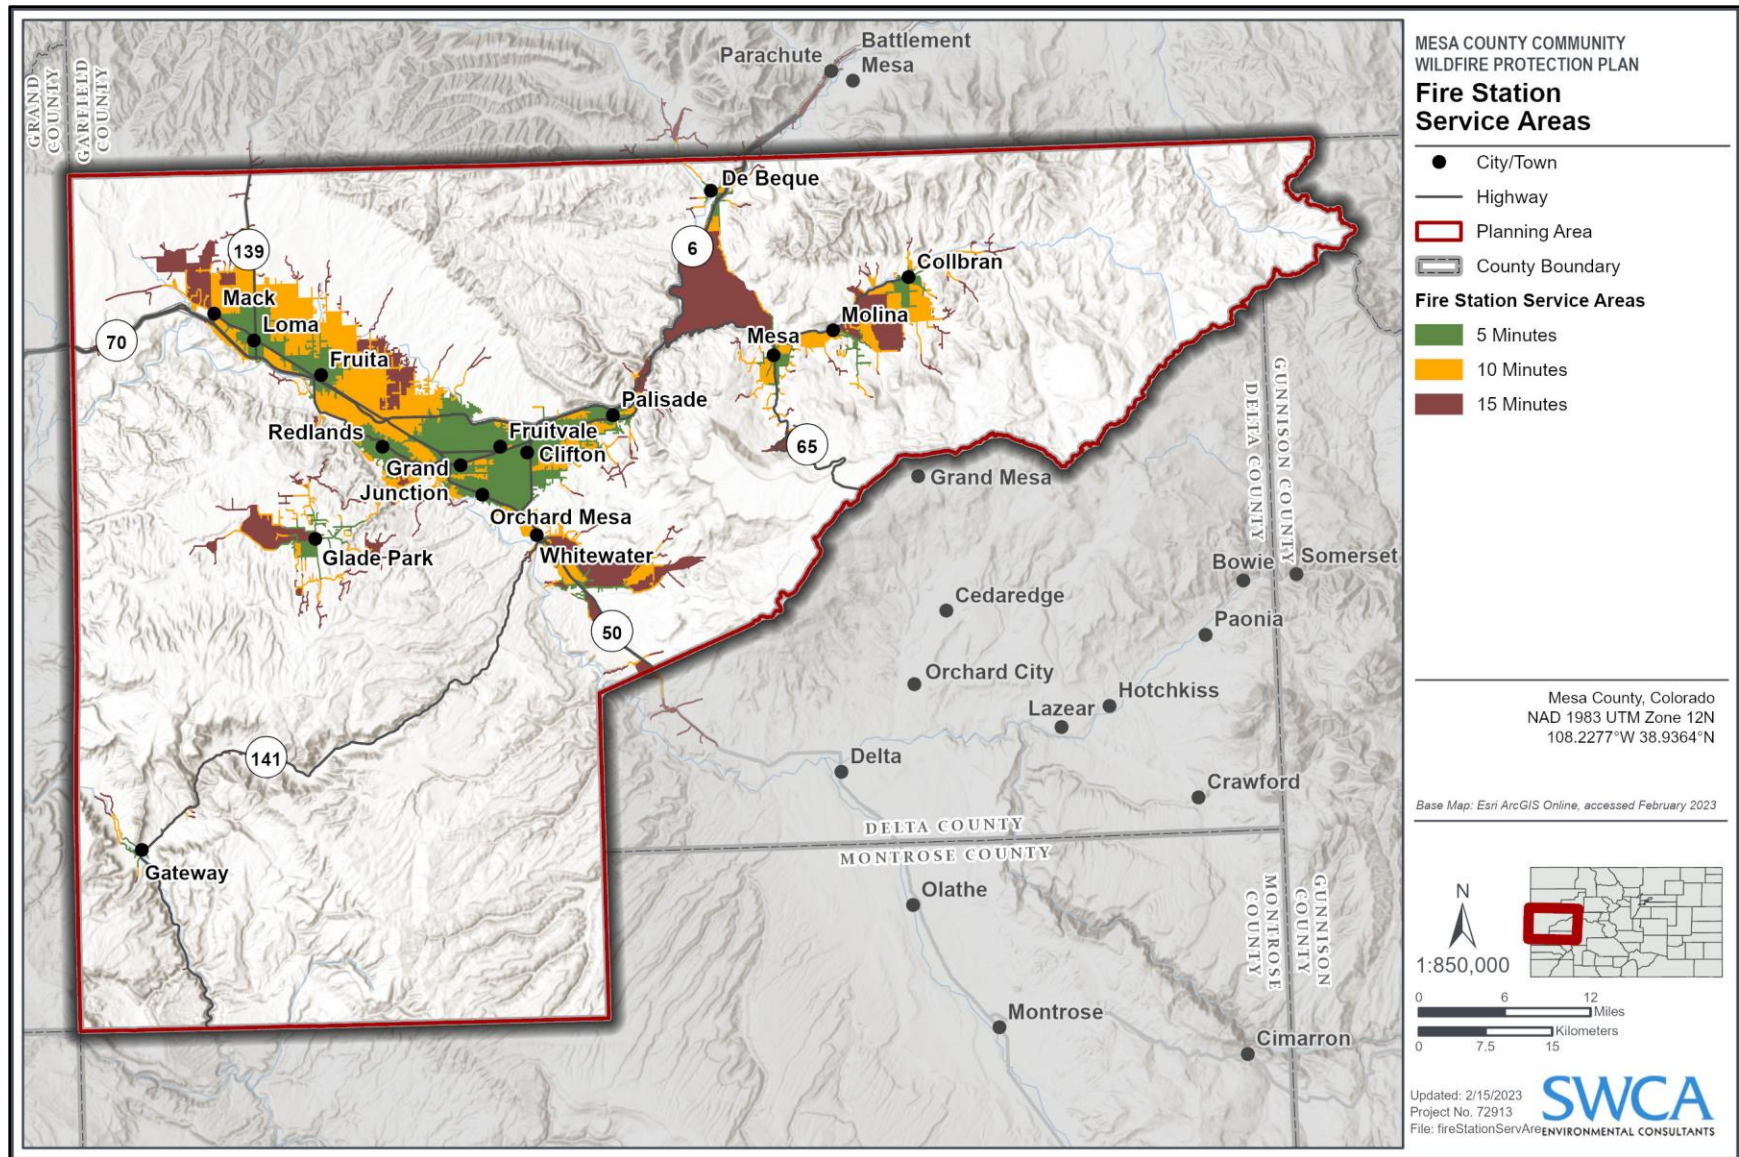 Parachute
Battlement
Mesa
GRAND
COUNTY
GARFIELD
COUNTY
De Beque
139
6
Collbran
Mack
Loma
70
Molina
Mesa
Fruita
Palisade
Redlands
Fruitvale
Clifton
65
Grand
Junction
Grand Mesa
Orchard Mesa
Glade Park
Whitewater
DELTA COUNTY
GUNNISON COUNTY
Bowie
Somerset
Cedaredge
Paonia
50
Orchard City
Hotchkiss
Lazear
141
Delta
Crawford
DELTA COUNTY
MONTROSE COUNTY
Gateway
Olathe
MONTROSE
COUNTY
GUNNISON
COUNTY
Montrose
Cimarron
MESA COUNTY COMMUNITY
WILDFIRE PROTECTION PLAN
Fire Station
Service Areas
City/Town
Highway
Planning Area
County Boundary
Fire Station Service Areas
5 Minutes
10 Minutes
15 Minutes
Mesa County, Colorado
NAD 1983 UTM Zone 12N
108.2277°W 38.9364°N
Base Map: Esri ArcGIS Online, accessed February 2023
N
1:850,000
0 6 12
Miles
Kilometers
0 7.5 15
Updated: 2/15/2023
Project No. 72913
File: fireStationServAre
SWCA
ENVIRONMENTAL CONSULTANTS